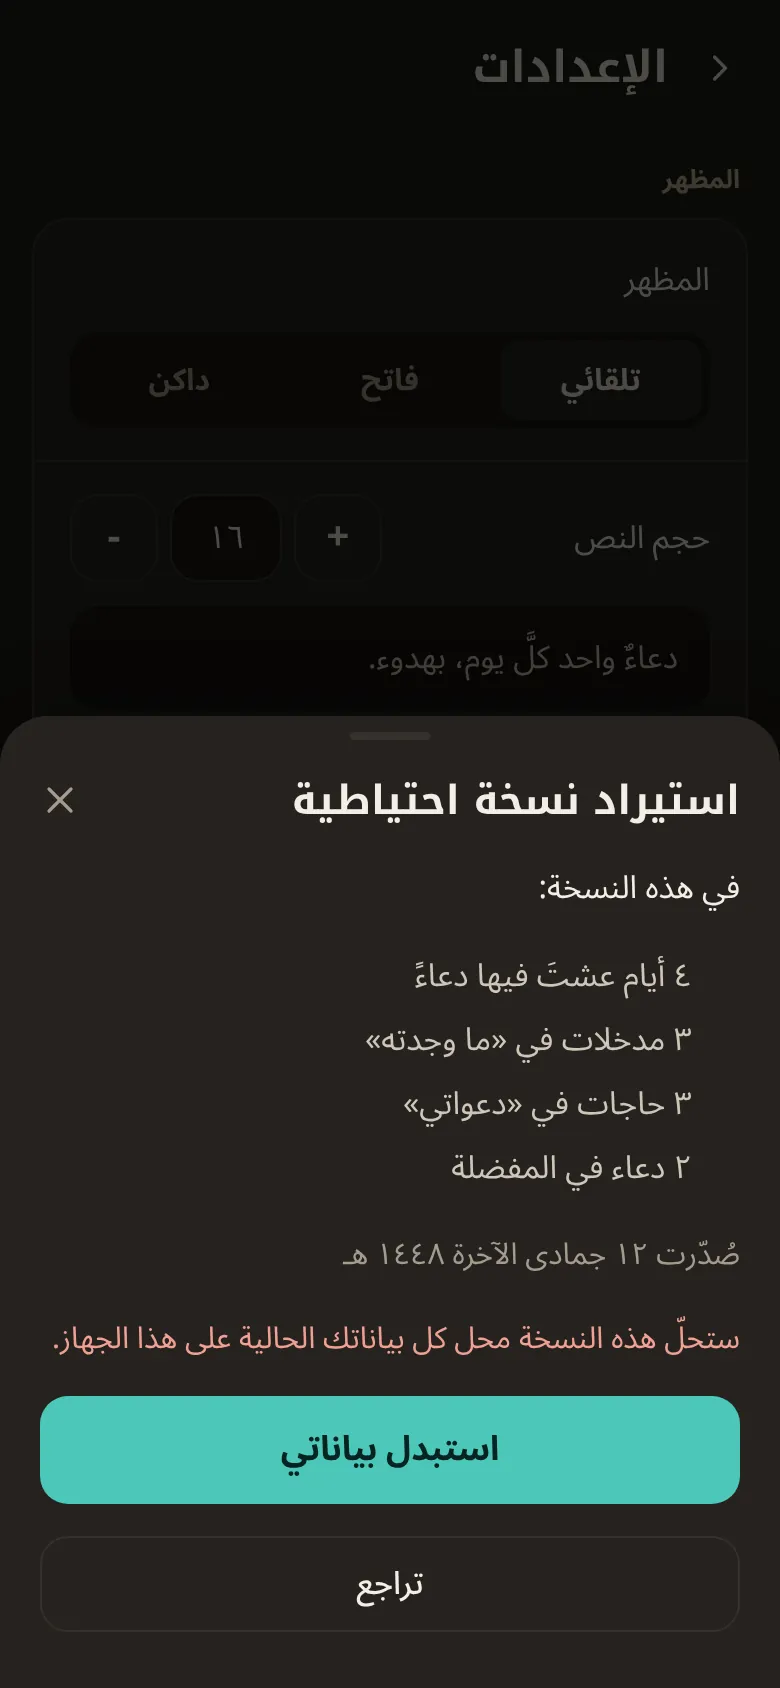 الإعدادات
المظهر
المظهر
تلقائي
فاتح
داكن
حجم النص
+
١٦
-
دعاءٌ واحد كلَّ يوم، بهدوء.
استيراد نسخة احتياطية
في هذه النسخة:
٤ أيام عشتَ فيها دعاءً
٣ مدخلات في «ما وجدته»
٣ حاجات في «دعواتي»
٢ دعاء في المفضلة
صُدّرت ١٢ جمادى الآخرة ١٤٤٨ هـ
ستحلّ هذه النسخة محل كل بياناتك الحالية على هذا الجهاز.
استبدل بياناتي
تراجع